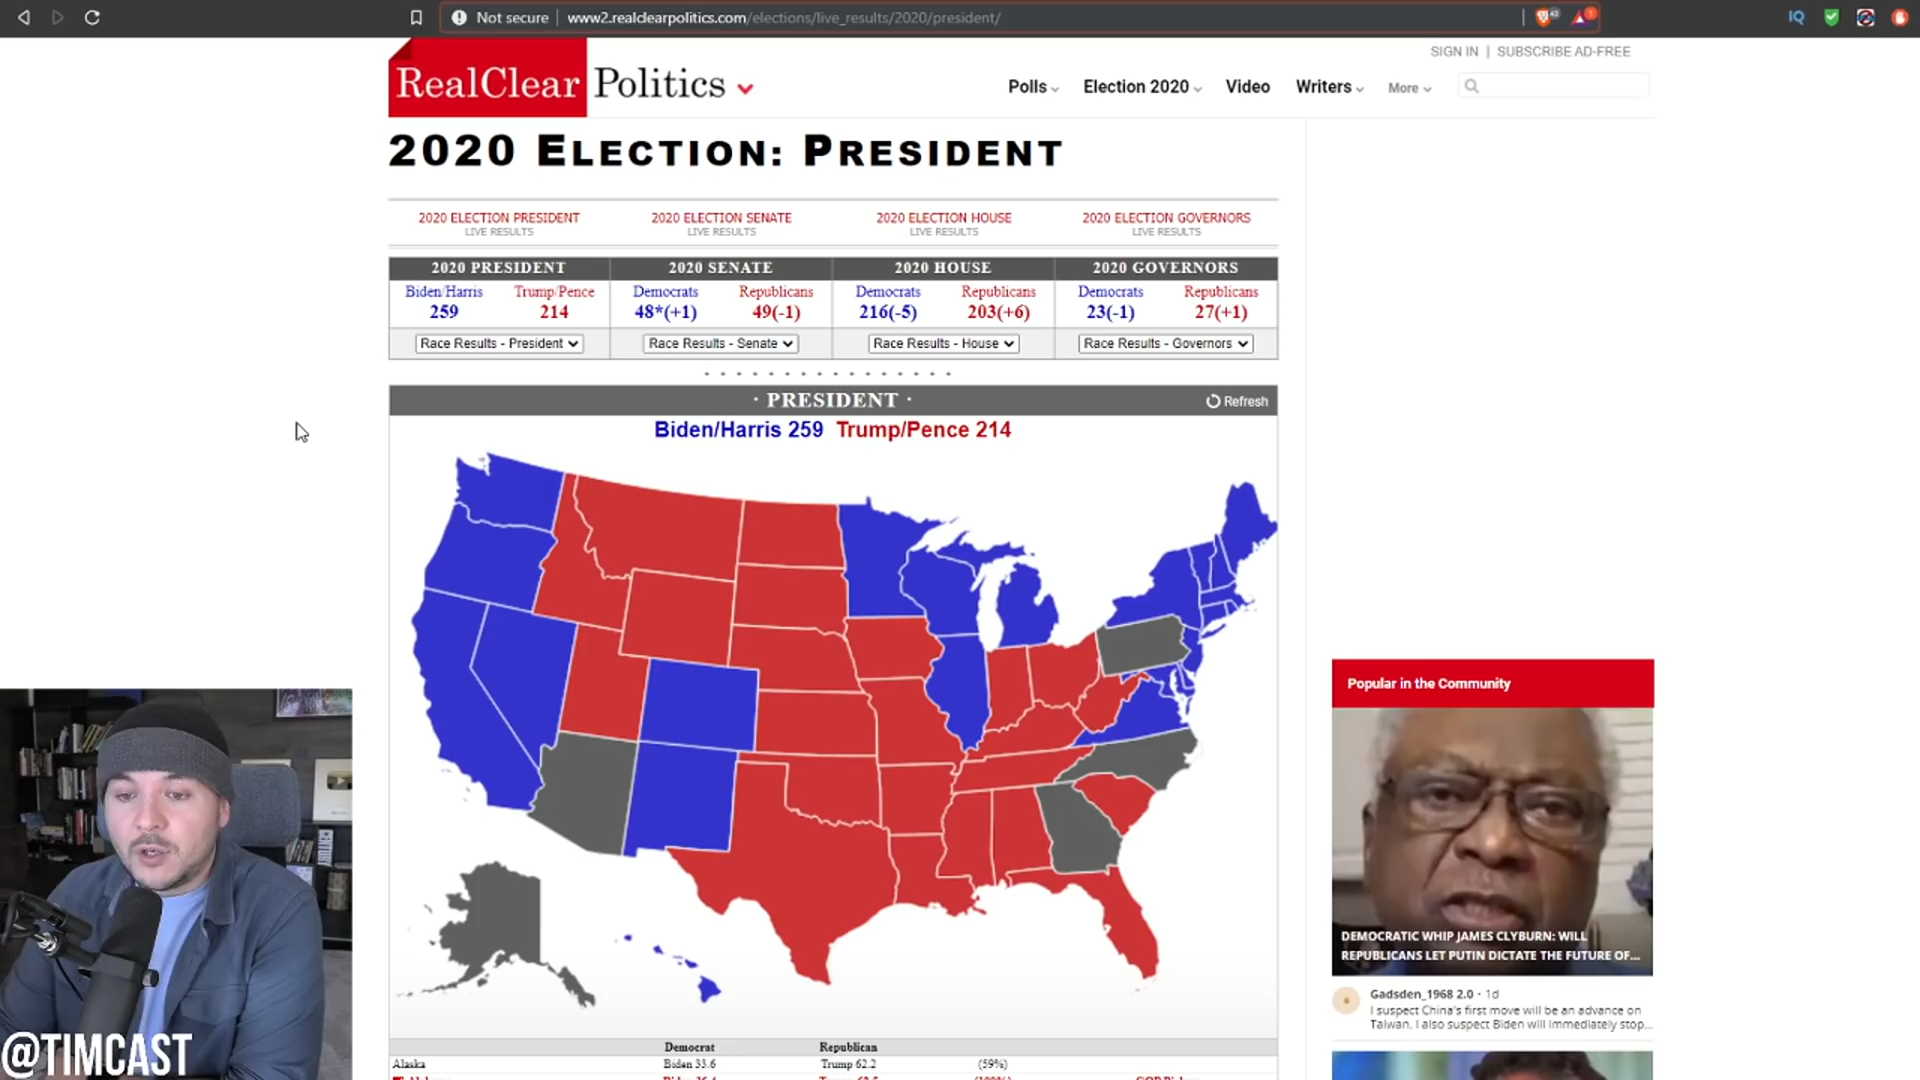 Not secure
www2.realclearpolitics.com/elections/live_results/2020/president/
IQ
SIGN IN | SUBSCRIBE AD-FREE
RealClear Politics
Polls
Election 2020
Video
Writers
More
2020 ELECTION: PRESIDENT
2020 ELECTION PRESIDENT
LIVE RESULTS
2020 ELECTION SENATE
LIVE RESULTS
2020 ELECTION HOUSE
LIVE RESULTS
2020 ELECTION GOVERNORS
LIVE RESULTS
2020 PRESIDENT
Biden/Harris Trump/Pence
259 214
Race Results - President
2020 SENATE
Democrats Republicans
48*(+1) 49(-1)
Race Results - Senate
2020 HOUSE
Democrats Republicans
216(-5) 203(+6)
Race Results - House
2020 GOVERNORS
Democrats Republicans
23(-1) 27(+1)
Race Results - Governors
· PRESIDENT ·
Refresh
Biden/Harris 259 Trump/Pence 214
Democrat Republican
Alaska Biden 33.6 Trump 62.2 (59%)
Popular in the Community
DEMOCRATIC WHIP JAMES CLYBURN: WILL
REPUBLICANS LET PUTIN DICTATE THE FUTURE OF...
Gadsden_1968 2.0 · 1d
I suspect China's first move will be an advance on
Taiwan. I also suspect Biden will immediately stop...
@TIMCAST